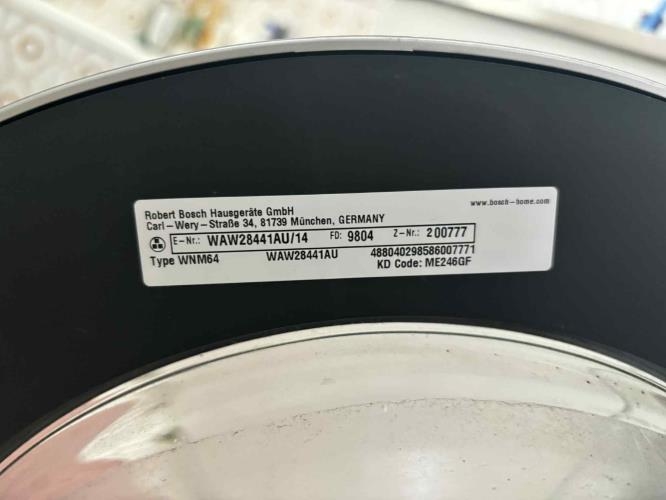 Robert Bosch Hausgeräte GmbH
www.bosch-home.com
Carl-Wery-Straße 34, 81739 München, GERMANY
E-Nr.: WAW28441AU/14 FD: 9804 Z-Nr.: 200777
Type WNM64 WAW28441AU 488040298586007771
KD Code: ME246GF